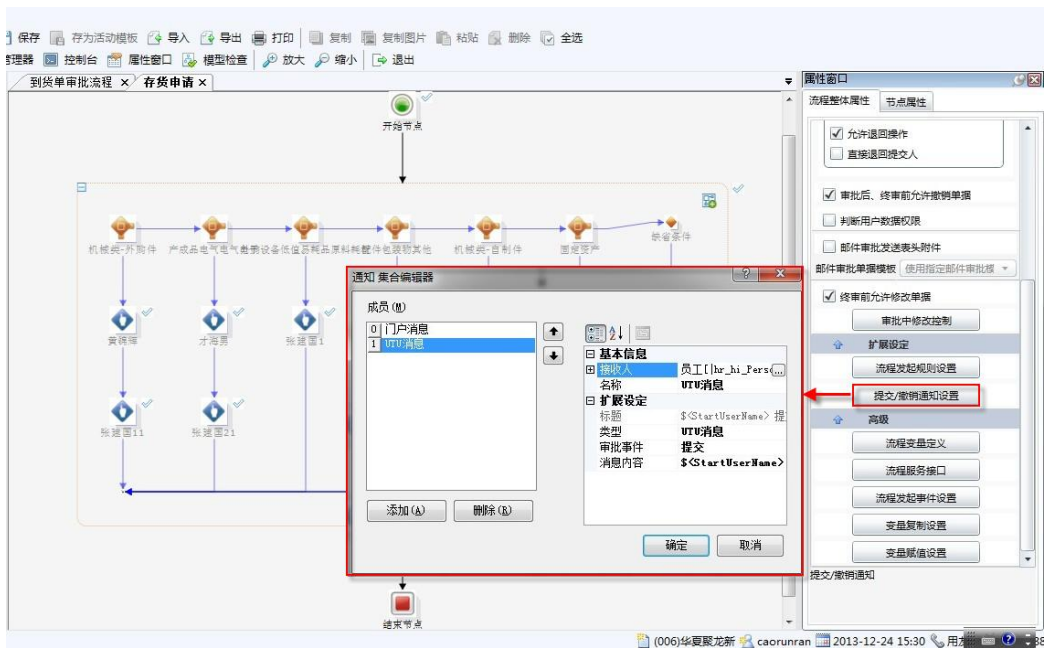 保存 存为活动模板 导入 导出 打印 复制 复制图片 粘贴 删除 全选
管理器 控制台 属性窗口 模型检查 放大 缩小 退出
到货单审批流程 × 存货申请 ×
属性窗口
流程整体属性 节点属性
开始节点
允许退回操作
直接退回提交人
审批后、终审前允许撤销单据
判断用户数据权限
邮件审批发送表头附件
邮件审批单据模板 使用指定邮件审批模
终审前允许修改单据
审批中修改控制
扩展设定
流程发起规则设置
提交/撤销通知设置
高级
流程变量定义
流程服务接口
流程发起事件设置
变量复制设置
变量赋值设置
提交/撤销通知
机械类-外购件
机械类-自制件 固定资产 缺省条件
才海勇 张建国1
张建国11 张建国21
通知 集合编辑器
成员(M)
0 门户消息
1 UTU消息
基本信息
接收人 员工[|hr_hi_Perso...
名称 UTU消息
扩展设定
标题 $<StartUserName> 提
类型 UTU消息
审批事件 提交
消息内容 $<StartUserName>
添加(A) 删除(R)
确定 取消
结束节点
(006)华夏聚龙新 caorunran 2013-12-24 15:30 用友